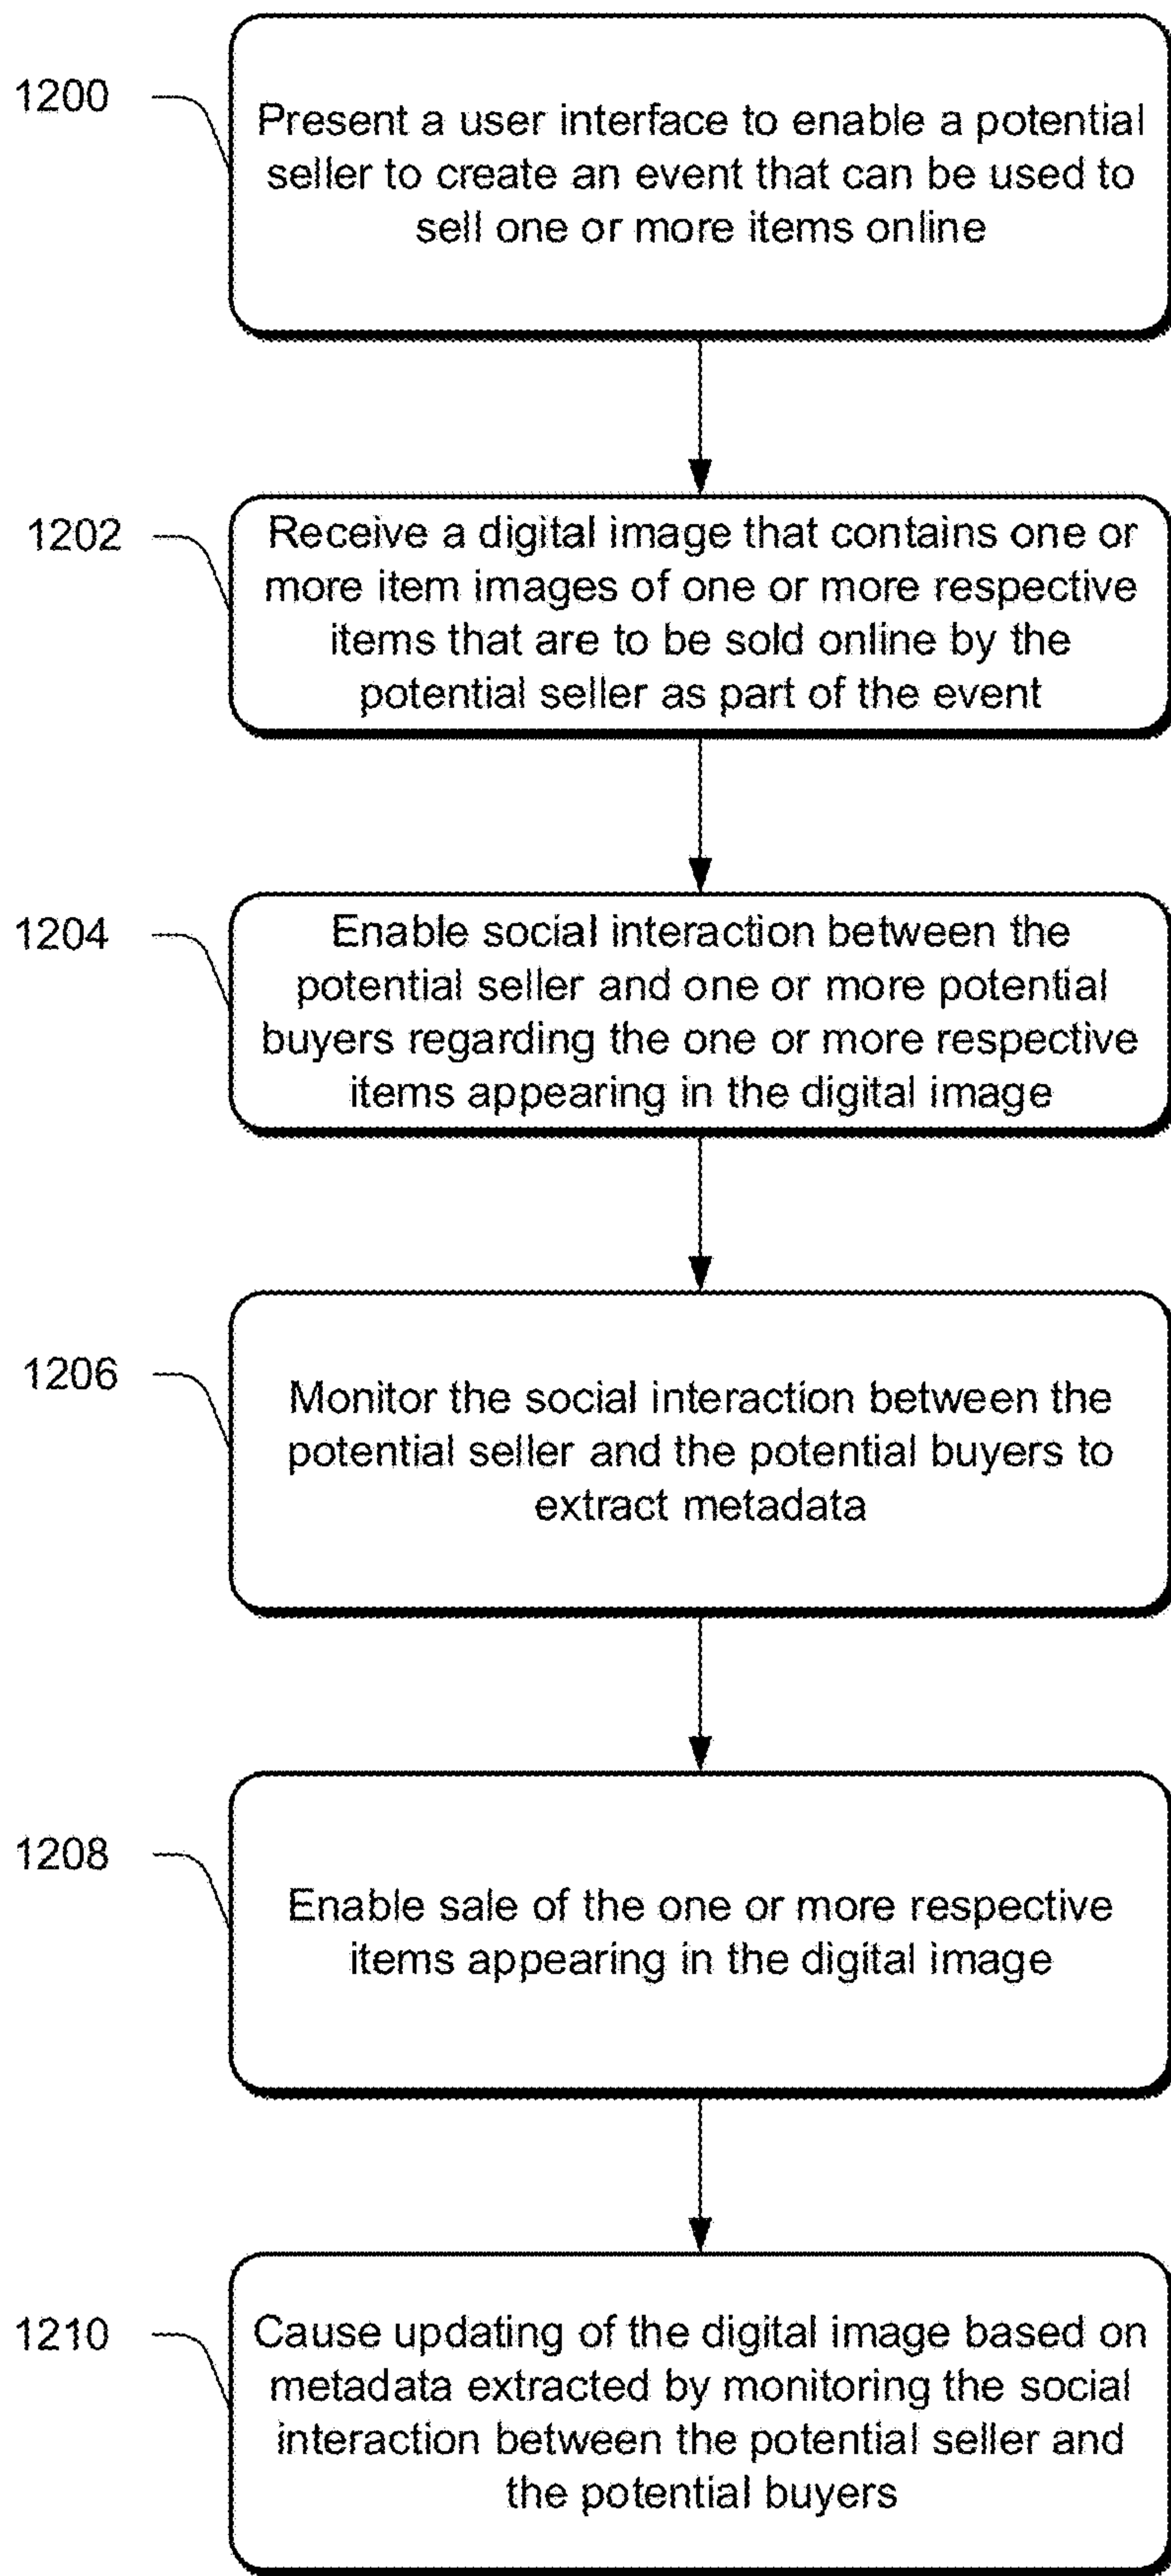 1200
Present a user interface to enable a potential
seller to create an event that can be used to
sell one or more items online
1202
Receive a digital image that contains one or
more item images of one or more respective
items that are to be sold online by the
potential seller as part of the event
1204
Enable social interaction between the
potential seller and one or more potential
buyers regarding the one or more respective
items appearing in the digital image
1206
Monitor the social interaction between the
potential seller and the potential buyers to
extract metadata
1208
Enable sale of the one or more respective
items appearing in the digital image
1210
Cause updating of the digital image based on
metadata extracted by monitoring the social
interaction between the potential seller and
the potential buyers